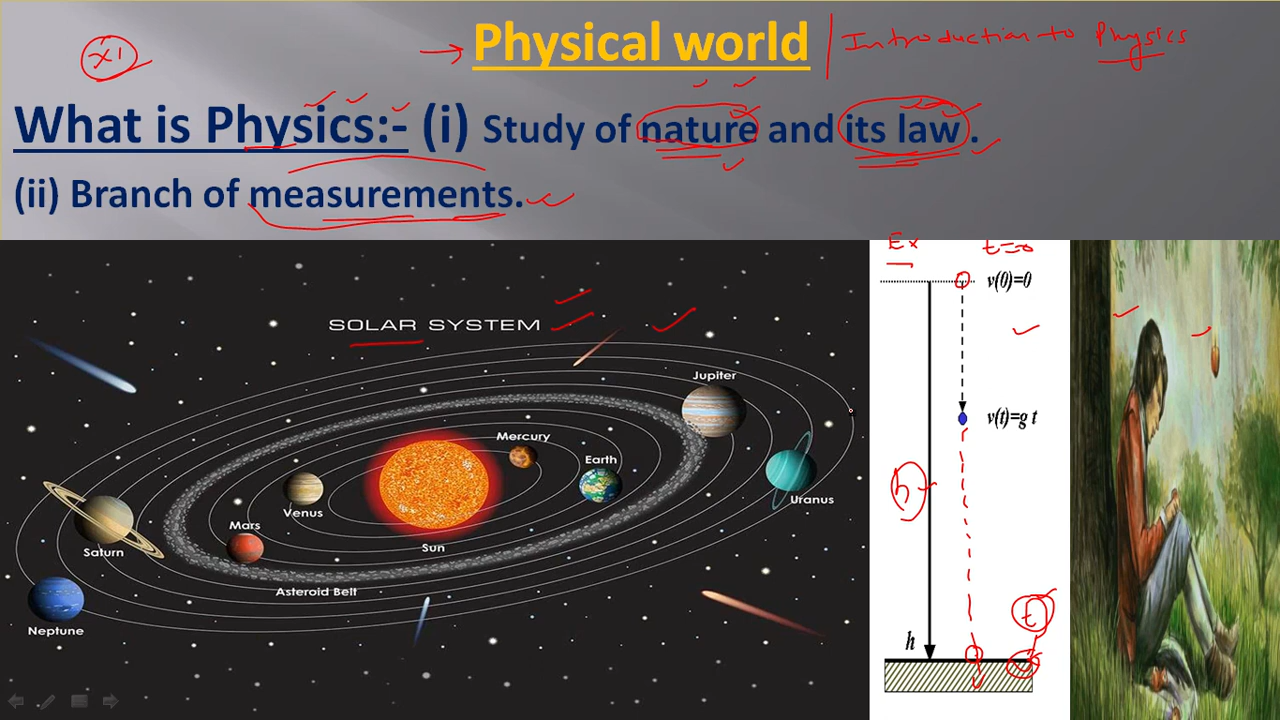 XI
Physical world | Introduction to Physics
What is Physics:- (i) Study of nature and its law .
(ii) Branch of measurements.
SOLAR SYSTEM
Jupiter
Mercury
Earth
Uranus
Venus
Mars
Sun
Saturn
Asteroid Belt
Neptune
Ex
t=0
v(0)=0
v(t)=g t
h
t
h